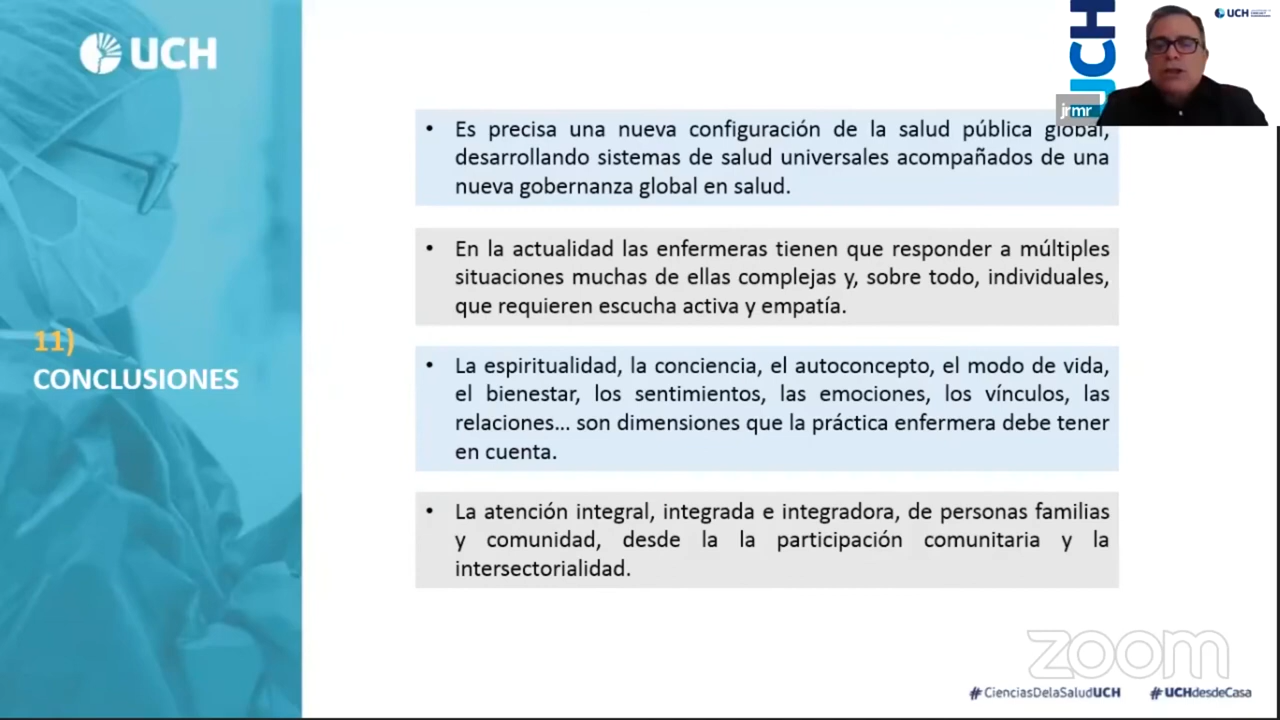 UCH
UCH
UCH
jrmr
• Es precisa una nueva configuración de la salud pública global,
desarrollando sistemas de salud universales acompañados de una
nueva gobernanza global en salud.
• En la actualidad las enfermeras tienen que responder a múltiples
situaciones muchas de ellas complejas y, sobre todo, individuales,
que requieren escucha activa y empatía.
11)
CONCLUSIONES
• La espiritualidad, la conciencia, el autoconcepto, el modo de vida,
el bienestar, los sentimientos, las emociones, los vínculos, las
relaciones... son dimensiones que la práctica enfermera debe tener
en cuenta.
• La atención integral, integrada e integradora, de personas familias
y comunidad, desde la la participación comunitaria y la
intersectorialidad.
zoom
#CienciasDelaSaludUCH #UCHdesdeCasa